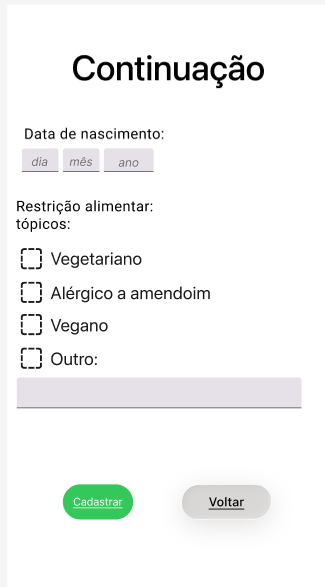 Continuação
Data de nascimento:
dia mês ano
Restrição alimentar:
tópicos:
Vegetariano
Alérgico a amendoim
Vegano
Outro:
Cadastrar Voltar